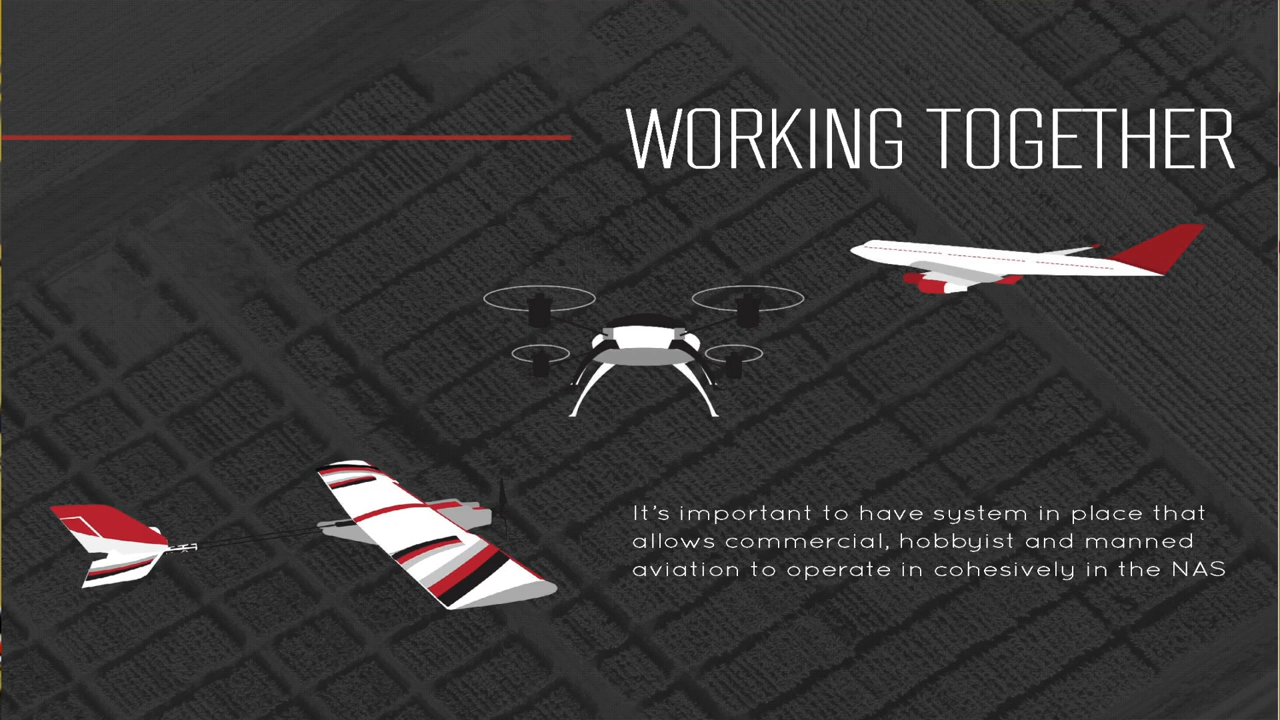 WORKING TOGETHER
It's important to have system in place that
allows commercial, hobbyist and manned
aviation to operate in cohesively in the NAS